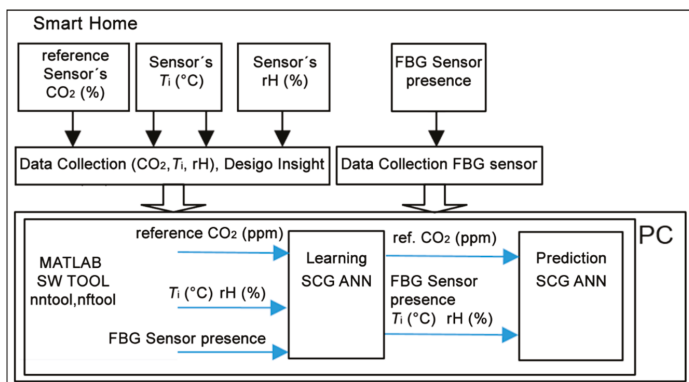 Smart Home
reference
Sensor´s
CO2 (%)
Sensor´s
Ti (°C)
Sensor´s
rH (%)
FBG Sensor
presence
Data Collection (CO2,Ti, rH), Desigo Insight
Data Collection FBG sensor
PC
MATLAB
SW TOOL
nntool,nftool
reference CO2 (ppm)
Ti (°C) rH (%)
FBG Sensor presence
Learning
SCG ANN
ref. CO2 (ppm)
FBG Sensor
presence
Ti (°C) rH (%)
Prediction
SCG ANN